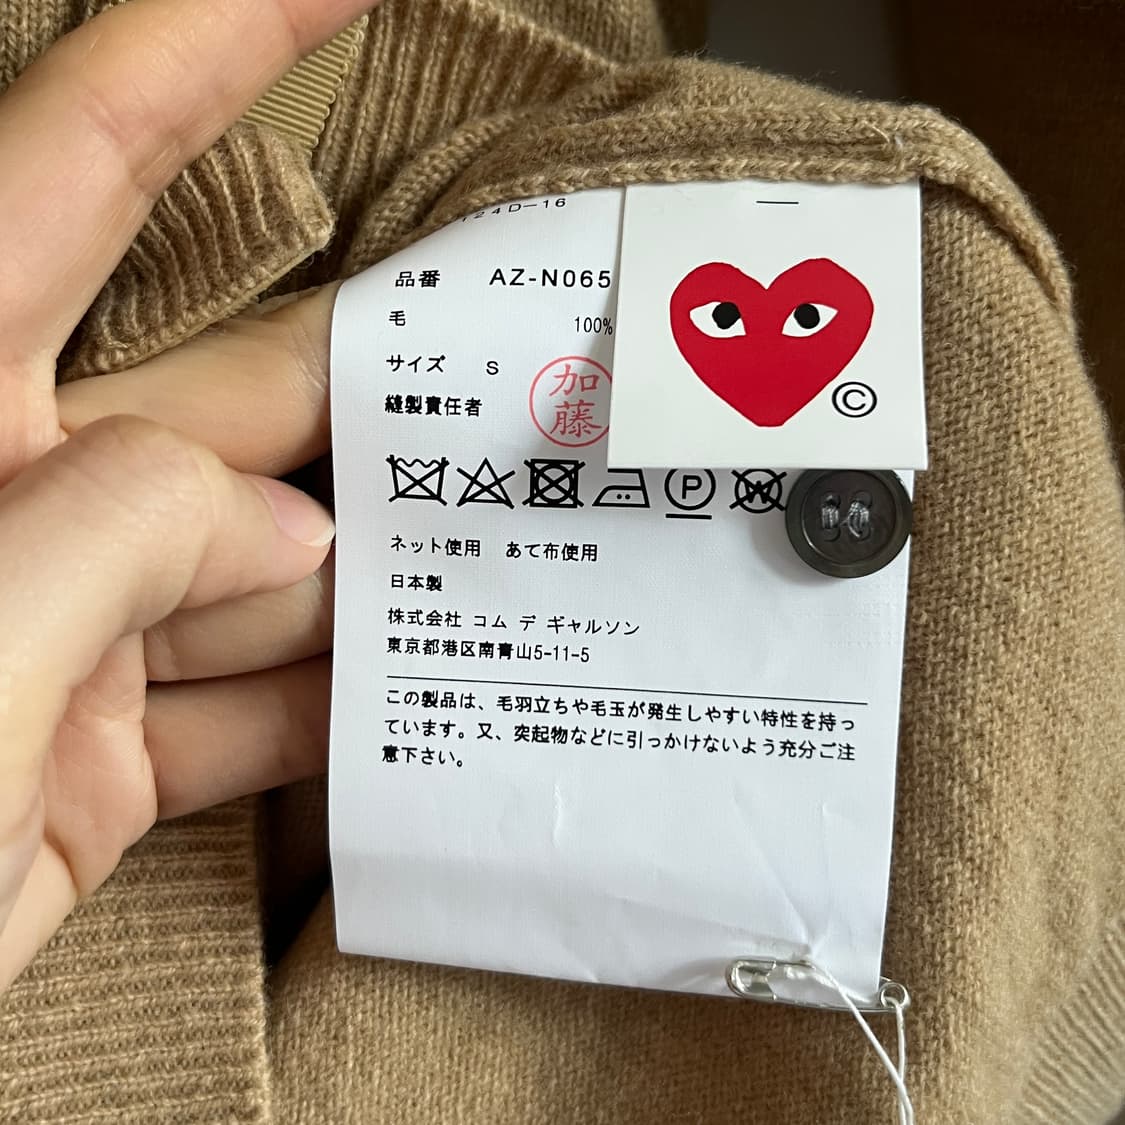 124D-16
品番 AZ-N065
毛 100%
サイズ S
縫製責任者
加藤
©
P
W
ネット使用 あて布使用
日本製
株式会社 コム デ ギャルソン
東京都港区南青山5-11-5
この製品は、毛羽立ちや毛玉が発生しやすい特性を持っ
ています。又、突起物などに引っかけないよう充分ご注
意下さい。